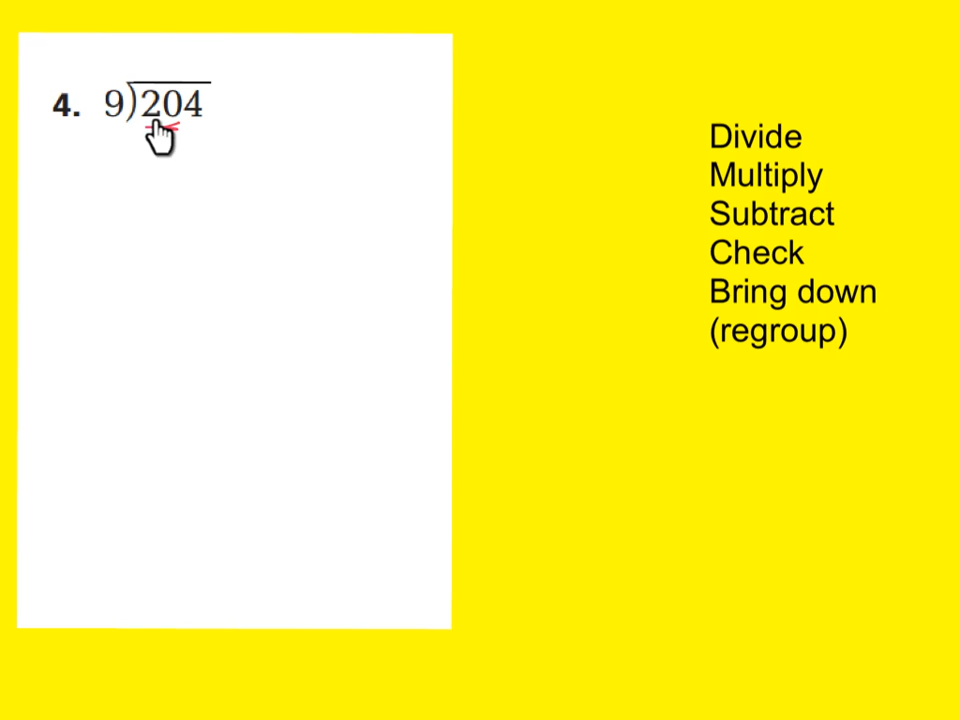 4. 9)204
Divide
Multiply
Subtract
Check
Bring down
(regroup)